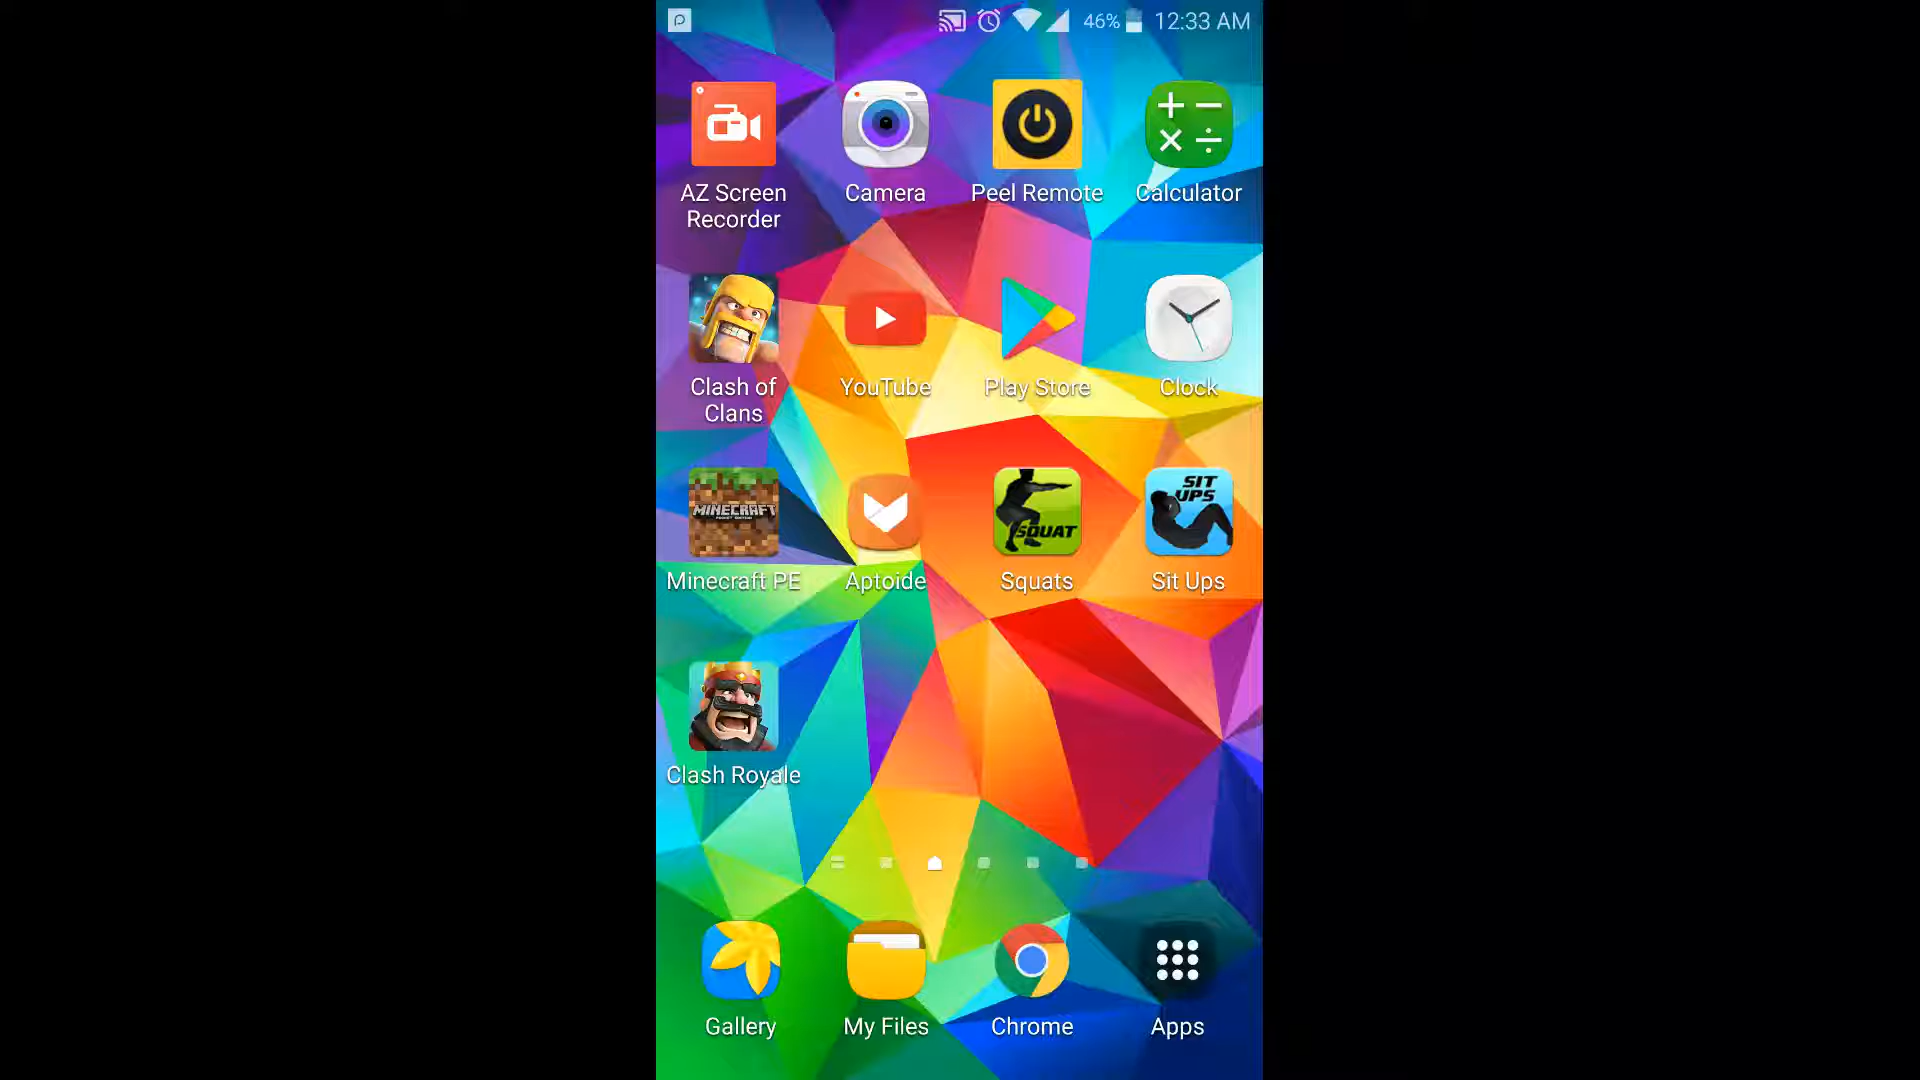 46% 12:33 AM
AZ Screen Camera Peel Remote Calculator
Recorder
Clash of YouTube Play Store Clock
Clans
MINECRAFT
SQUAT
SIT
UPS
Minecraft PE Aptoide Squats Sit Ups
Clash Royale
Gallery My Files Chrome Apps